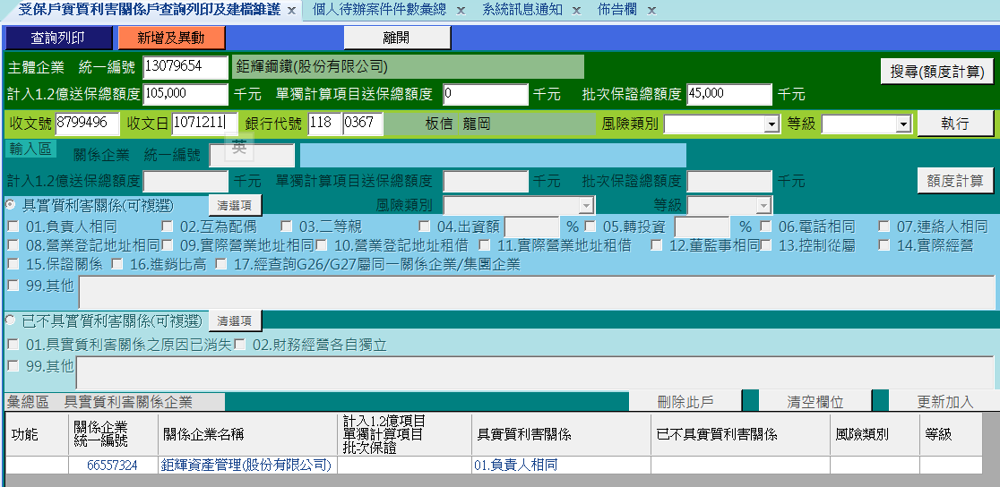 受保戶實質利害關係戶查詢列印及建檔維護 x 個人待辦案件件數彙總 x 系統訊息通知 x 佈告欄 x
查詢列印 新增及異動 離開
主體企業 統一編號 13079654 鉅輝鋼鐵(股份有限公司) 搜尋(額度計算)
計入1.2億送保總額度 105,000 千元 單獨計算項目送保總額度 0 千元 批次保證總額度 45,000 千元
收文號 8799496 收文日 1071211 銀行代號 118 0367 板信 龍岡 風險類別 等級 執行
輸入區 關係企業 統一編號 英
計入1.2億送保總額度 千元 單獨計算項目送保總額度 千元 批次保證總額度 千元 額度計算
具實質利害關係(可複選) 清選項 風險類別 等級
01.負責人相同 02.互為配偶 03.二等親 04.出資額 % 05.轉投資 % 06.電話相同 07.連絡人相同
08.營業登記地址相同 09.實際營業地址相同 10.營業登記地址租借 11.實際營業地址租借 12.董監事相同 13.控制從屬 14.實際經營
15.保證關係 16.進銷比高 17.經查詢G26/G27屬同一關係企業/集團企業
99.其他
已不具實質利害關係(可複選) 清選項
01.具實質利害關係之原因已消失 02.財務經營各自獨立
99.其他
彙總區 具實質利害關係企業 刪除此戶 清空欄位 更新加入
功能 關係企業統一編號 關係企業名稱 計入1.2億項目 單獨計算項目 批次保證 具實質利害關係 已不具實質利害關係 風險類別 等級
66557324 鉅輝資產管理(股份有限公司) 01.負責人相同